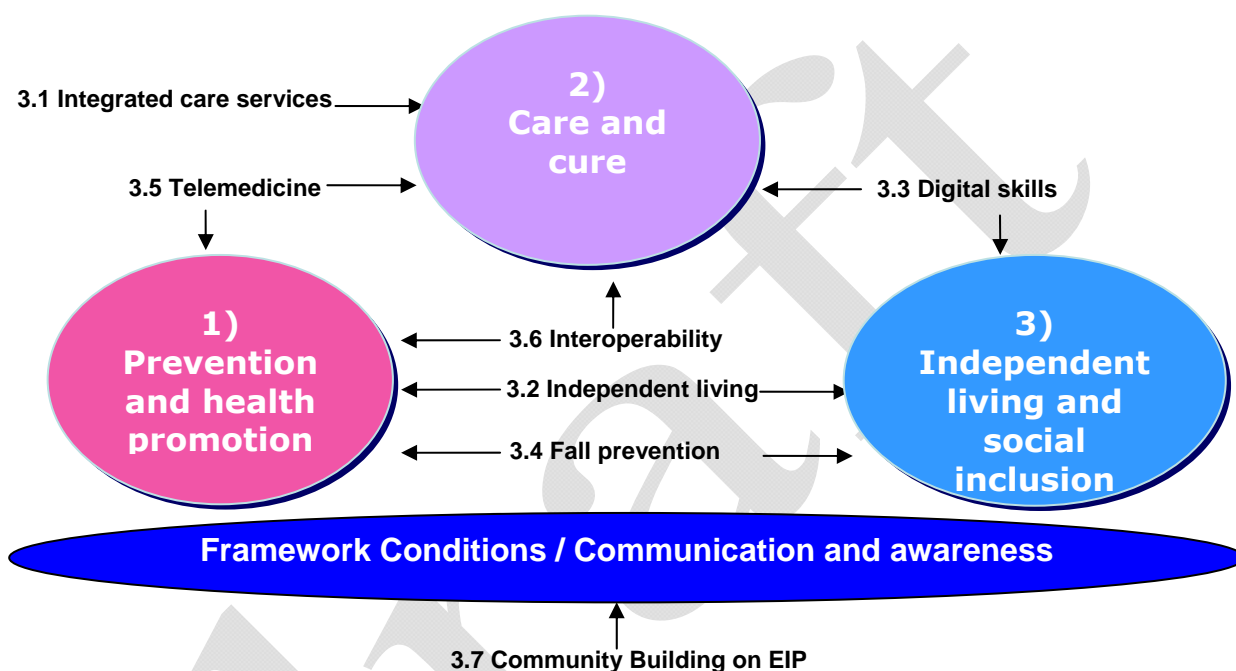 2)
Care and
cure
3.1 Integrated care services
3.5 Telemedicine
3.3 Digital skills
1)
Prevention
and health
promotion
3.6 Interoperability
3.2 Independent living
3.4 Fall prevention
3)
Independent
living and
social
inclusion
Framework Conditions / Communication and awareness
3.7 Community Building on EIP
draft